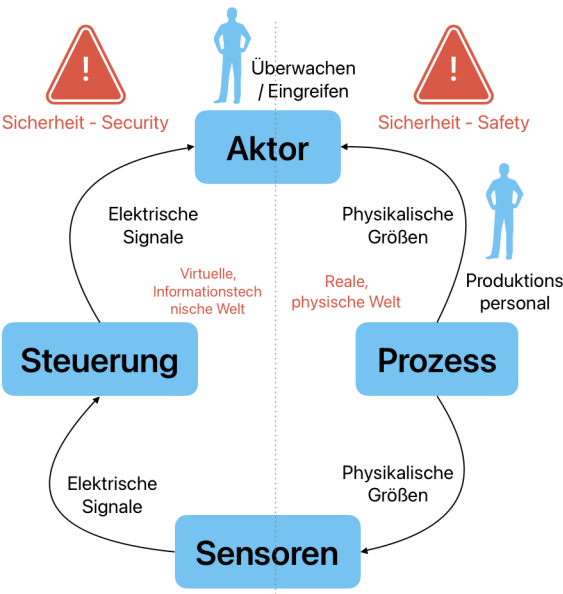 !
!
Überwachen
/ Eingreifen
Sicherheit - Security
Sicherheit - Safety
Aktor
Elektrische
Signale
Physikalische
Größen
Virtuelle,
Informationstech
nische Welt
Reale,
physische Welt
Produktions
personal
Steuerung
Prozess
Elektrische
Signale
Physikalische
Größen
Sensoren